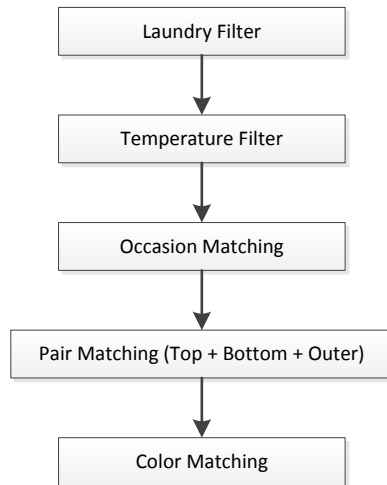 Laundry Filter
Temperature Filter
Occasion Matching
Pair Matching (Top + Bottom + Outer)
Color Matching